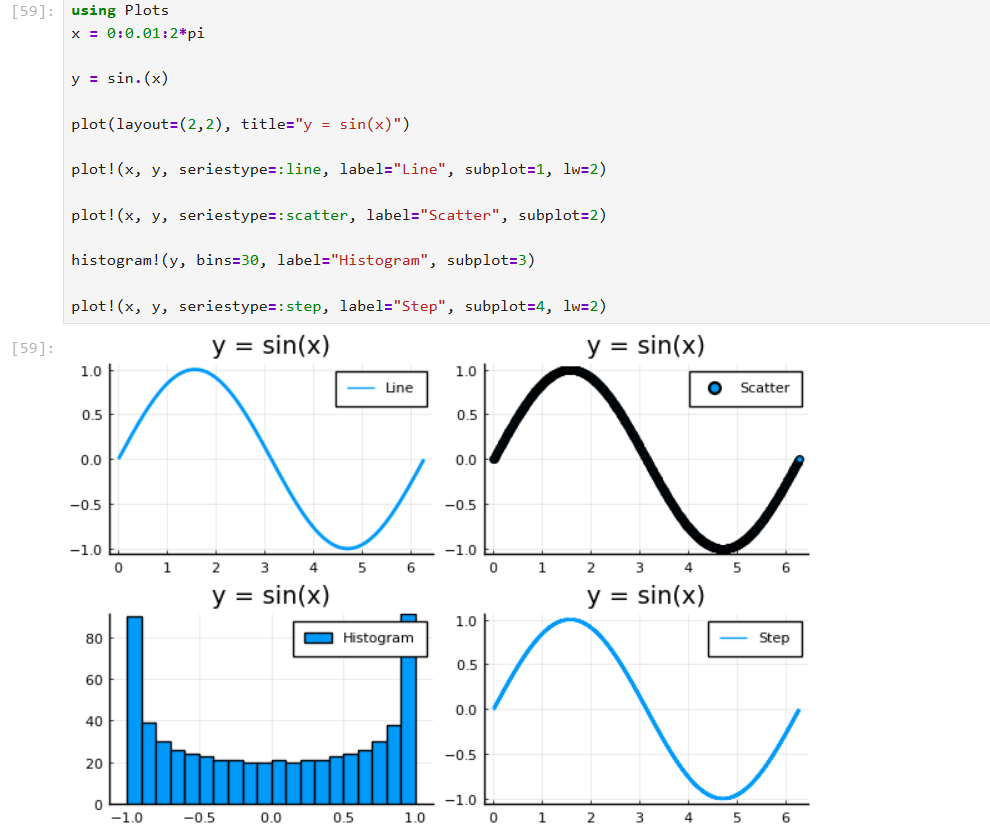 [59]:
using Plots
x = 0:0.01:2*pi
y = sin.(x)
plot(layout=(2,2), title="y = sin(x)")
plot!(x, y, seriestype=:line, label="Line", subplot=1, lw=2)
plot!(x, y, seriestype=:scatter, label="Scatter", subplot=2)
histogram!(y, bins=30, label="Histogram", subplot=3)
plot!(x, y, seriestype=:step, label="Step", subplot=4, lw=2)
[59]:
y = sin(x)
1.0
0.5
0.0
−0.5
−1.0
Line
0 1 2 3 4 5 6
y = sin(x)
1.0
0.5
0.0
−0.5
−1.0
Scatter
0 1 2 3 4 5 6
y = sin(x)
80
60
40
20
0
Histogram
−1.0 −0.5 0.0 0.5 1.0
y = sin(x)
1.0
0.5
0.0
−0.5
−1.0
Step
0 1 2 3 4 5 6